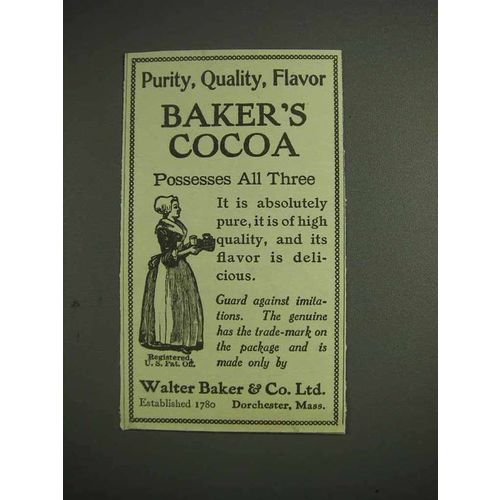 Purity, Quality, Flavor
BAKER'S
COCOA
Possesses All Three
It is absolutely
pure, it is of high
quality, and its
flavor is deli-
cious.
Guard against imita-
tions. The genuine
has the trade-mark on
the package and is
made only by
Registered,
U. S. Pat. Off.
Walter Baker & Co. Ltd.
Established 1780 Dorchester, Mass.